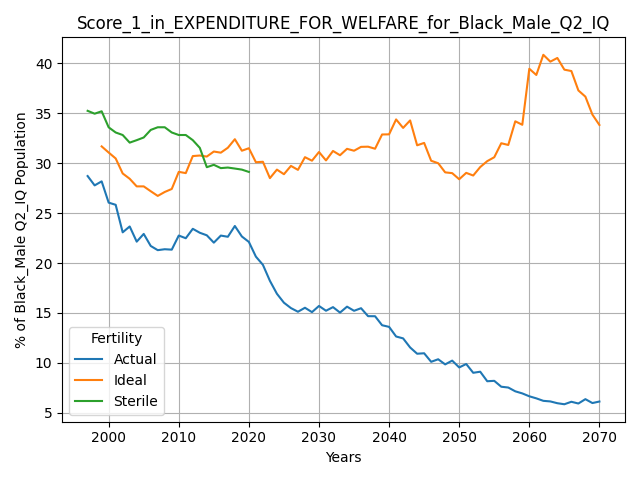 Score_1_in_EXPENDITURE_FOR_WELFARE_for_Black_Male_Q2_IQ
% of Black_Male Q2_IQ Population
40
35
30
25
20
15
10
5
Fertility
Actual
Ideal
Sterile
2000 2010 2020 2030 2040 2050 2060 2070
Years